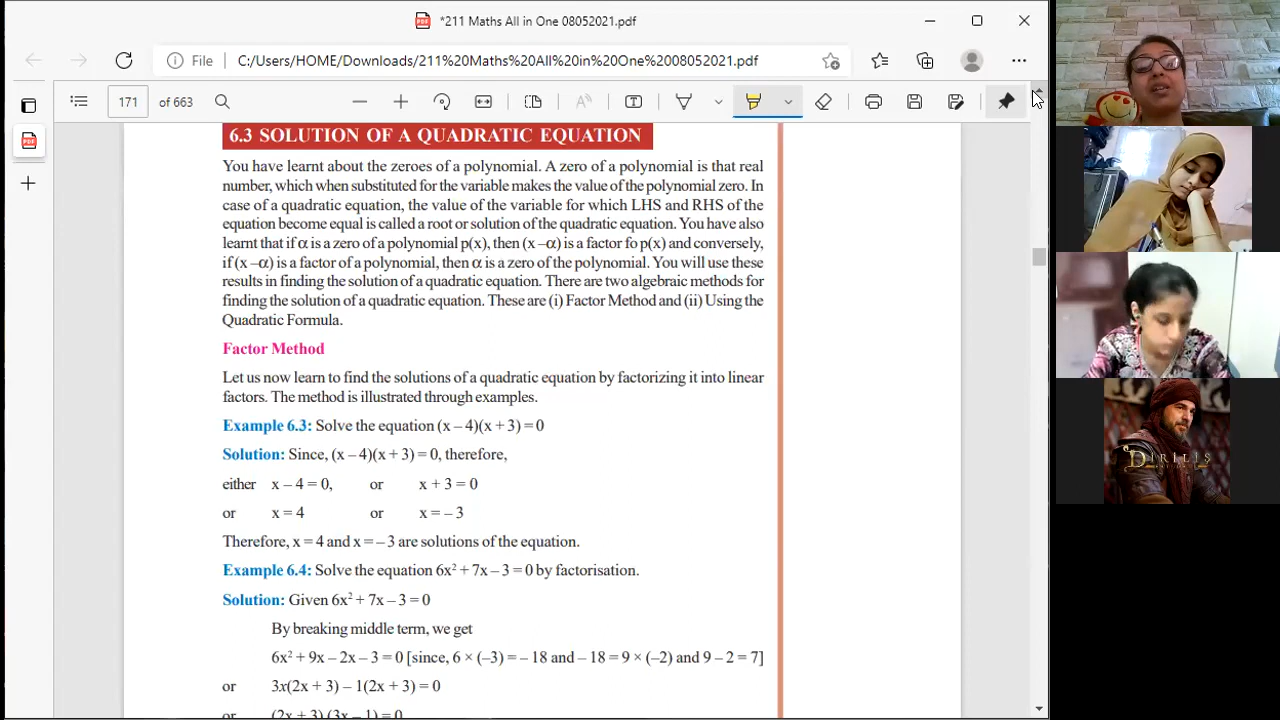 *211 Maths All in One 08052021.pdf
File C:/Users/HOME/Downloads/211%20Maths%20All%20in%20One%2008052021.pdf
171 of 663
6.3 SOLUTION OF A QUADRATIC EQUATION
You have learnt about the zeroes of a polynomial. A zero of a polynomial is that real
number, which when substituted for the variable makes the value of the polynomial zero. In
case of a quadratic equation, the value of the variable for which LHS and RHS of the
equation become equal is called a root or solution of the quadratic equation. You have also
learnt that if α is a zero of a polynomial p(x), then (x –α) is a factor fo p(x) and conversely,
if (x –α) is a factor of a polynomial, then α is a zero of the polynomial. You will use these
results in finding the solution of a quadratic equation. There are two algebraic methods for
finding the solution of a quadratic equation. These are (i) Factor Method and (ii) Using the
Quadratic Formula.
Factor Method
Let us now learn to find the solutions of a quadratic equation by factorizing it into linear
factors. The method is illustrated through examples.
Example 6.3: Solve the equation (x – 4)(x + 3) = 0
Solution: Since, (x – 4)(x + 3) = 0, therefore,
either x – 4 = 0, or x + 3 = 0
or x = 4 or x = – 3
Therefore, x = 4 and x = – 3 are solutions of the equation.
Example 6.4: Solve the equation 6x² + 7x – 3 = 0 by factorisation.
Solution: Given 6x² + 7x – 3 = 0
By breaking middle term, we get
6x² + 9x – 2x – 3 = 0 [since, 6 × (–3) = – 18 and – 18 = 9 × (–2) and 9 – 2 = 7]
or 3x(2x + 3) – 1(2x + 3) = 0
or (2x + 3) (3x – 1) = 0
DİRİLİŞ